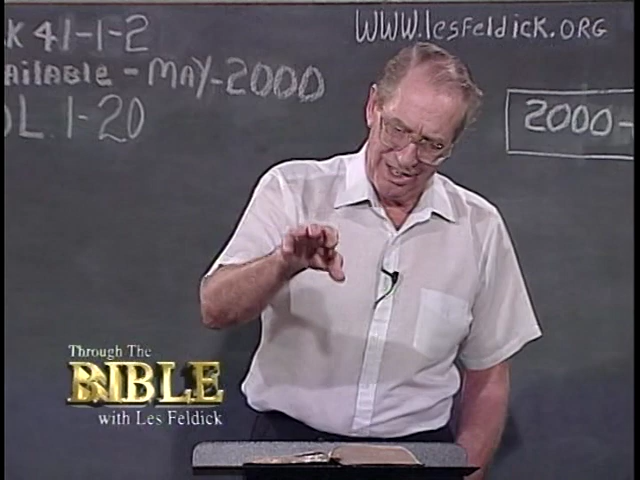 WWW.lesfeldick.ORG
K 41-1-2
AILABLE - MAY-2000
OL. 1-20
2000-
Through The
BIBLE
with Les Feldick